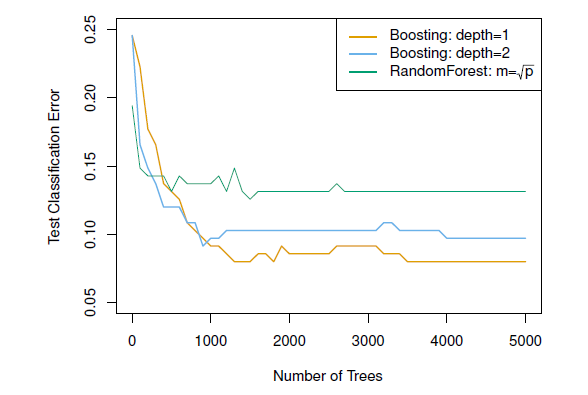 Boosting: depth=1
Boosting: depth=2
RandomForest: m=√p
0.25
0.20
0.15
0.10
0.05
Test Classification Error
0 1000 2000 3000 4000 5000
Number of Trees